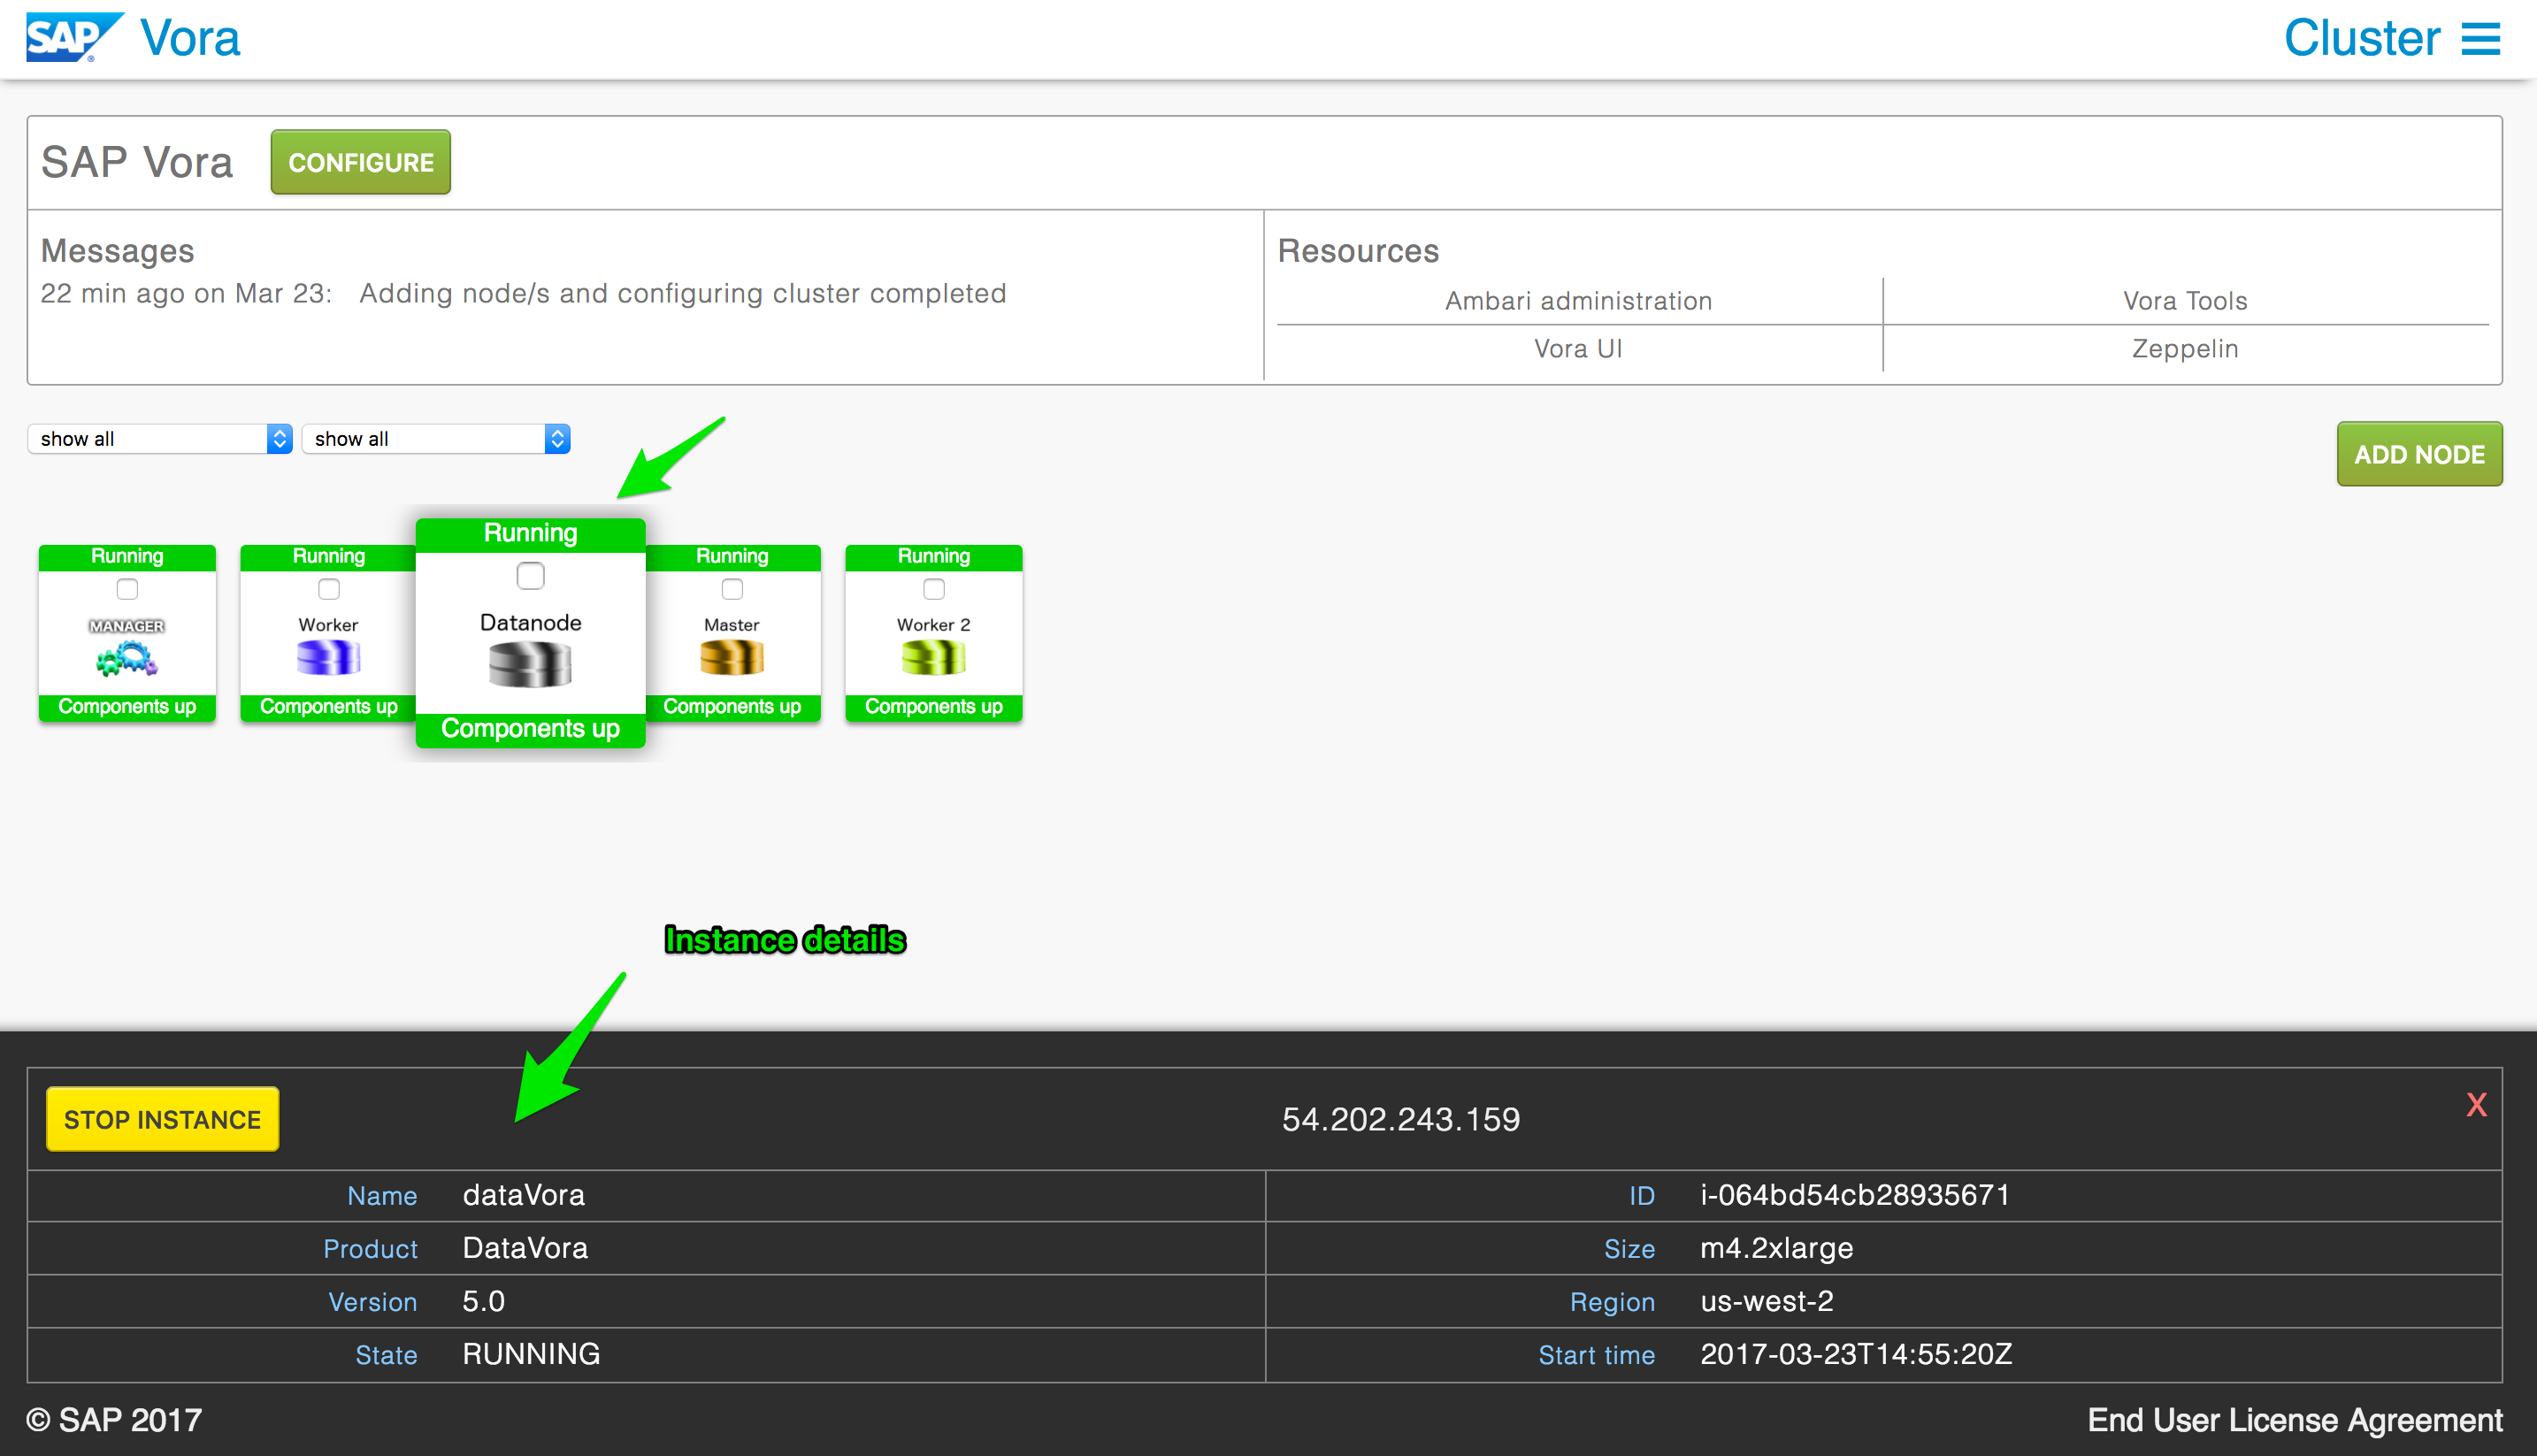 SAP® Vora
Cluster
SAP Vora CONFIGURE
Messages
22 min ago on Mar 23: Adding node/s and configuring cluster completed
Resources
Ambari administration Vora Tools
Vora UI Zeppelin
show all show all
ADD NODE
Running Running Running Running Running
MANAGER Worker Datanode Master Worker 2
Components up Components up Components up Components up Components up
Instance details
STOP INSTANCE 54.202.243.159 X
Name dataVora ID i-064bd54cb28935671
Product DataVora Size m4.2xlarge
Version 5.0 Region us-west-2
State RUNNING Start time 2017-03-23T14:55:20Z
© SAP 2017 End User License Agreement